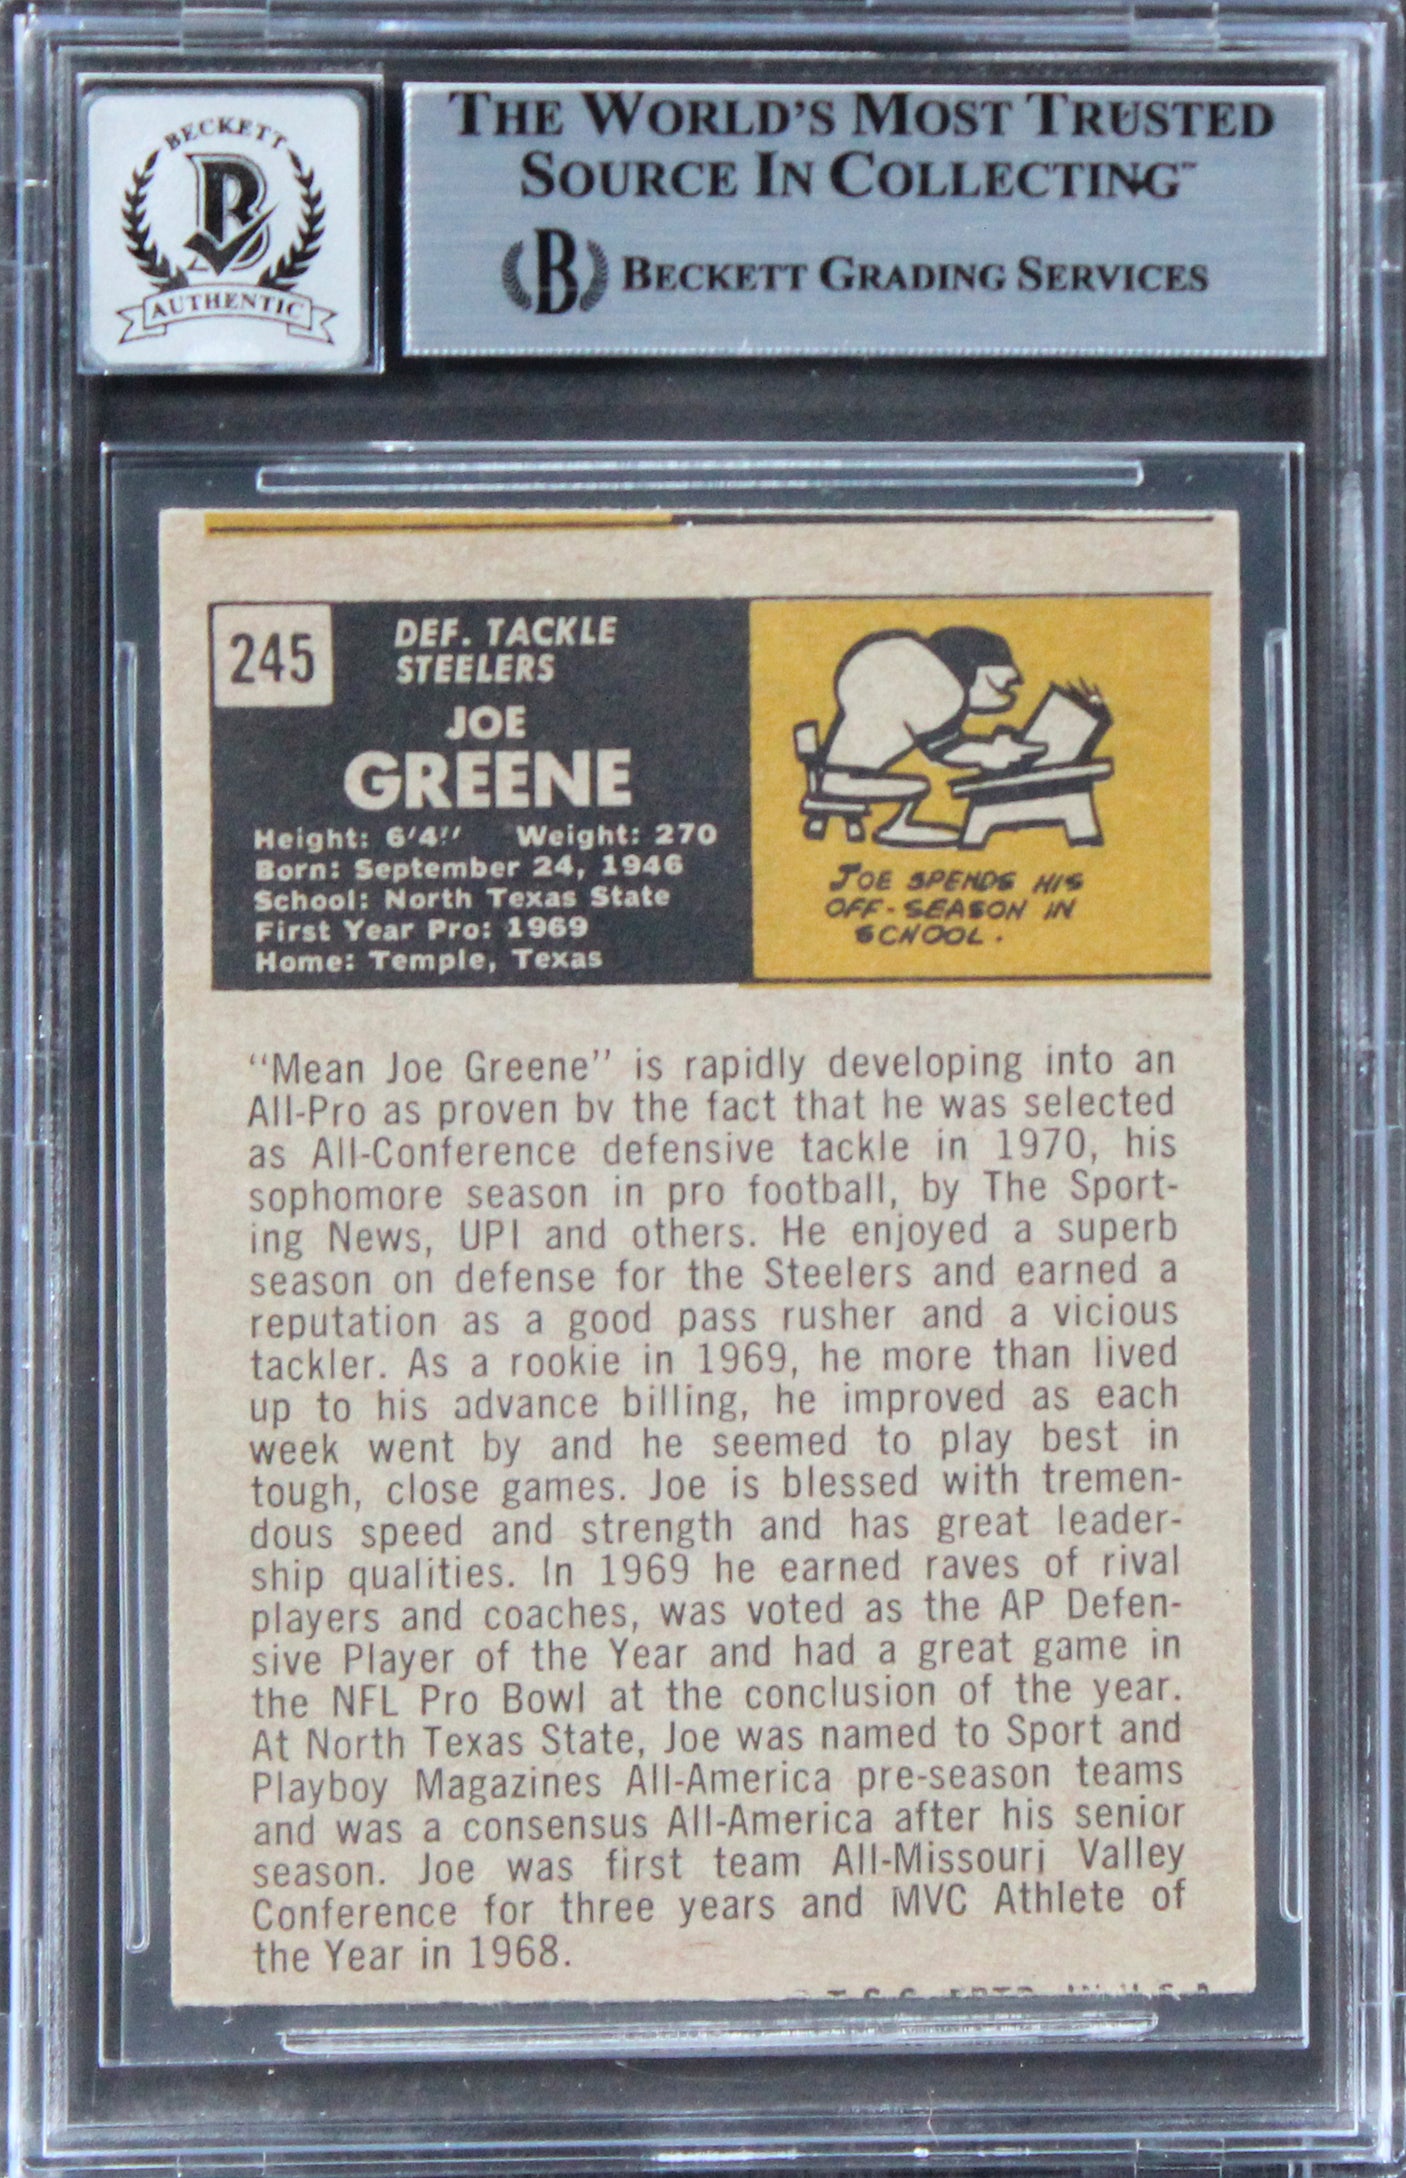 BECKETT
AUTHENTIC
THE WORLD'S MOST TRUSTED
SOURCE IN COLLECTING™
B BECKETT GRADING SERVICES
245
DEF. TACKLE
STEELERS
JOE
GREENE
Height: 6'4" Weight: 270
Born: September 24, 1946
School: North Texas State
First Year Pro: 1969
Home: Temple, Texas
JOE SPENDS HIS
OFF-SEASON IN
SCHOOL.
"Mean Joe Greene" is rapidly developing into an
All-Pro as proven by the fact that he was selected
as All-Conference defensive tackle in 1970, his
sophomore season in pro football, by The Sport-
ing News, UPI and others. He enjoyed a superb
season on defense for the Steelers and earned a
reputation as a good pass rusher and a vicious
tackler. As a rookie in 1969, he more than lived
up to his advance billing, he improved as each
week went by and he seemed to play best in
tough, close games. Joe is blessed with tremen-
dous speed and strength and has great leader-
ship qualities. In 1969 he earned raves of rival
players and coaches, was voted as the AP Defen-
sive Player of the Year and had a great game in
the NFL Pro Bowl at the conclusion of the year.
At North Texas State, Joe was named to Sport and
Playboy Magazines All-America pre-season teams
and was a consensus All-America after his senior
season. Joe was first team All-Missouri Valley
Conference for three years and MVC Athlete of
the Year in 1968.